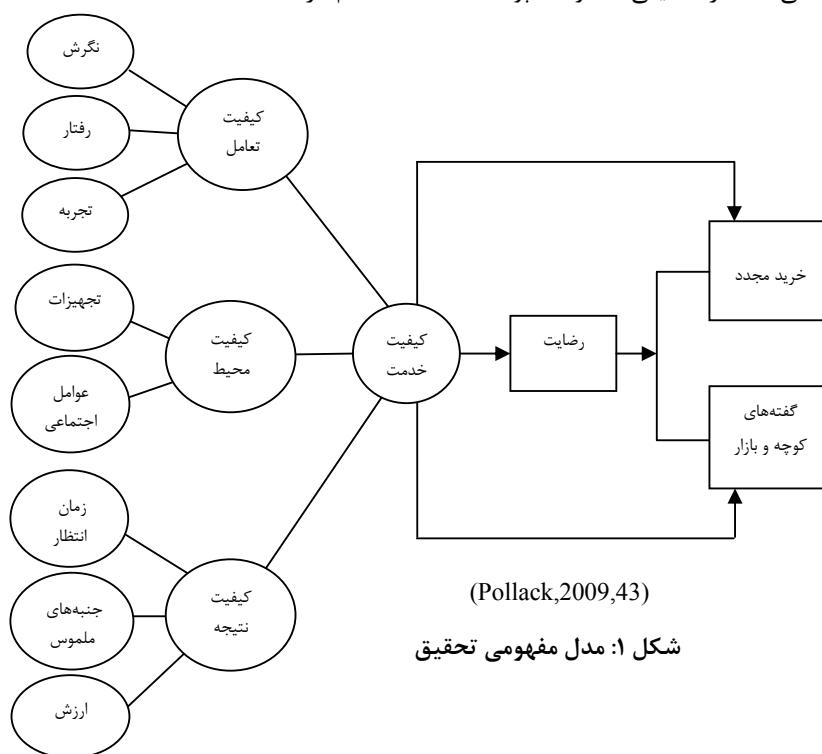 نگرش
رفتار
تجربه
کیفیت
تعامل
تجهیزات
عوامل
اجتماعی
کیفیت
محیط
زمان
انتظار
جنبه‌های
ملموس
ارزش
کیفیت
نتیجه
کیفیت
خدمت
رضایت
خرید مجدد
گفته‌های
کوچه و بازار
(Pollack,2009,43)
شکل ۱: مدل مفهومی تحقیق